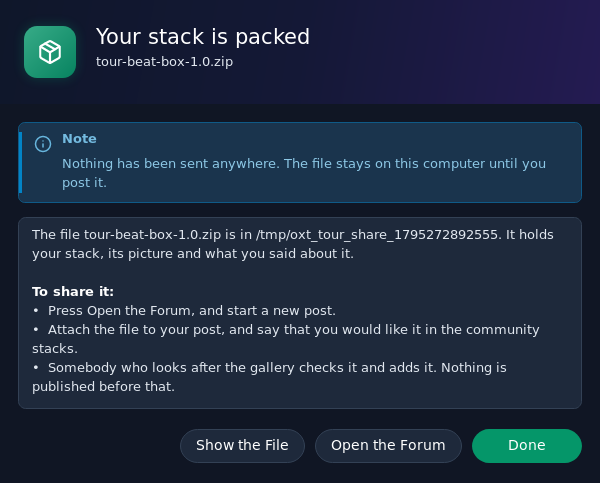 Your stack is packed
tour-beat-box-1.0.zip
Note
Nothing has been sent anywhere. The file stays on this computer until you
post it.
The file tour-beat-box-1.0.zip is in /tmp/oxt_tour_share_1795272892555. It holds
your stack, its picture and what you said about it.
To share it:
•  Press Open the Forum, and start a new post.
•  Attach the file to your post, and say that you would like it in the community
stacks.
•  Somebody who looks after the gallery checks it and adds it. Nothing is
published before that.
Show the File
Open the Forum
Done